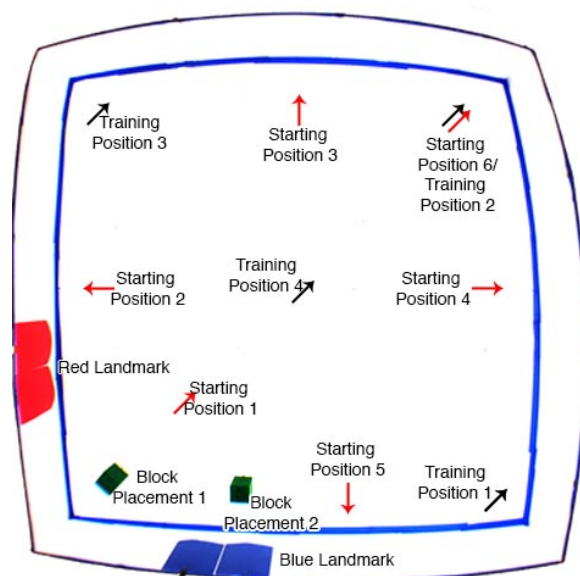 Training
Position 3
Starting
Position 3
Starting
Position 6/
Training
Position 2
Starting
Position 2
Training
Position 4
Starting
Position 4
Red Landmark
Starting
Position 1
Block
Placement 1
Block
Placement 2
Starting
Position 5
Training
Position 1
Blue Landmark